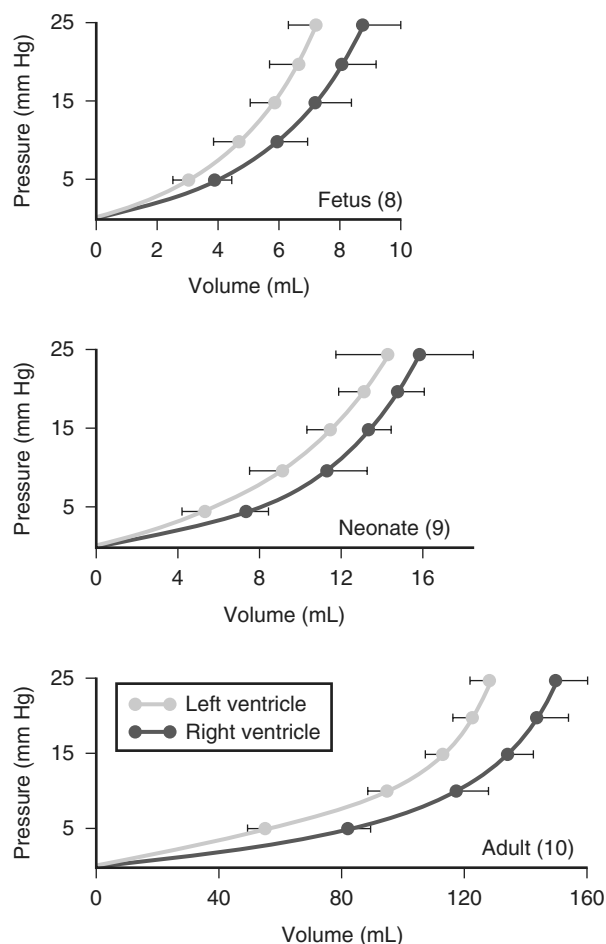 25
15
5
Pressure (mm Hg)
Fetus (8)
0 2 4 6 8 10
Volume (mL)
25
15
5
Pressure (mm Hg)
Neonate (9)
0 4 8 12 16
Volume (mL)
25
15
5
Pressure (mm Hg)
Left ventricle
Right ventricle
Adult (10)
0 40 80 120 160
Volume (mL)